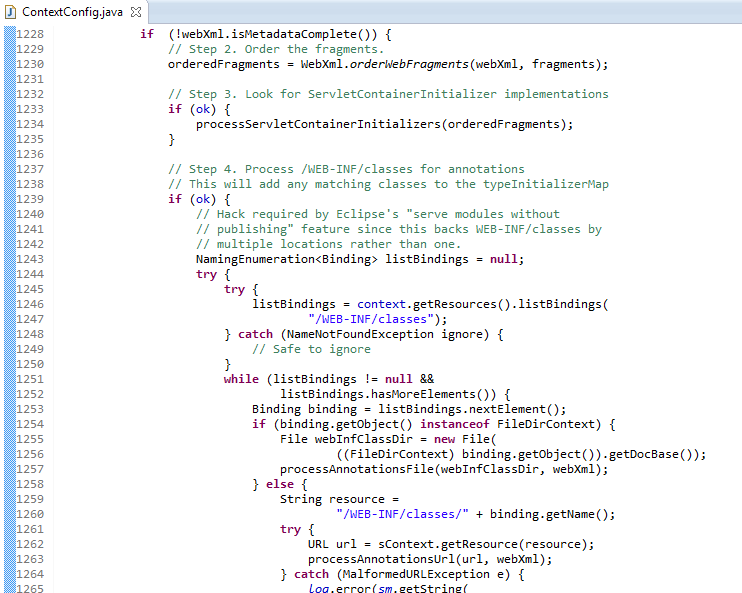 ContextConfig.java
1228 if (!webXml.isMetadataComplete()) {
1229 // Step 2. Order the fragments.
1230 orderedFragments = WebXml.orderWebFragments(webXml, fragments);
1231
1232 // Step 3. Look for ServletContainerInitializer implementations
1233 if (ok) {
1234 processServletContainerInitializers(orderedFragments);
1235 }
1236
1237 // Step 4. Process /WEB-INF/classes for annotations
1238 // This will add any matching classes to the typeInitializerMap
1239 if (ok) {
1240 // Hack required by Eclipse's "serve modules without
1241 // publishing" feature since this backs WEB-INF/classes by
1242 // multiple locations rather than one.
1243 NamingEnumeration<Binding> listBindings = null;
1244 try {
1245 try {
1246 listBindings = context.getResources().listBindings(
1247 "/WEB-INF/classes");
1248 } catch (NameNotFoundException ignore) {
1249 // Safe to ignore
1250 }
1251 while (listBindings != null &&
1252 listBindings.hasMoreElements()) {
1253 Binding binding = listBindings.nextElement();
1254 if (binding.getObject() instanceof FileDirContext) {
1255 File webInfClassDir = new File(
1256 ((FileDirContext) binding.getObject()).getDocBase());
1257 processAnnotationsFile(webInfClassDir, webXml);
1258 } else {
1259 String resource =
1260 "/WEB-INF/classes/" + binding.getName();
1261 try {
1262 URL url = sContext.getResource(resource);
1263 processAnnotationsUrl(url, webXml);
1264 } catch (MalformedURLException e) {
1265 log.error(sm.getString(